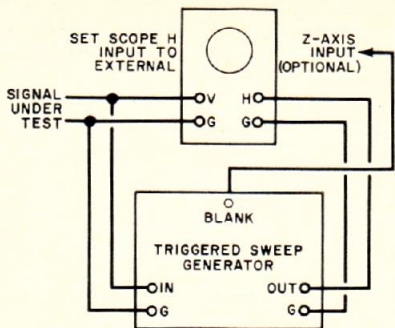 SET SCOPE H
INPUT TO
EXTERNAL
Z-AXIS
INPUT
(OPTIONAL)
SIGNAL
UNDER
TEST
V H
G G
BLANK
TRIGGERED SWEEP
GENERATOR
IN OUT
G G